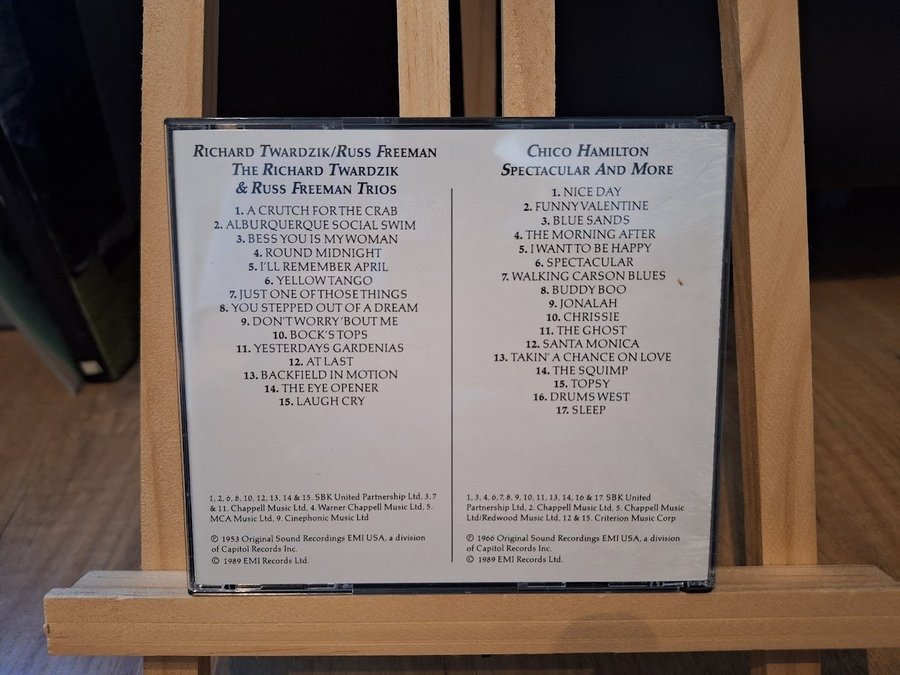 RICHARD TWARDZIK/RUSS FREEMAN
THE RICHARD TWARDZIK
& RUSS FREEMAN TRIOS
1. A CRUTCH FOR THE CRAB
2. ALBURQUERQUE SOCIAL SWIM
3. BESS YOU IS MY WOMAN
4. ROUND MIDNIGHT
5. I'LL REMEMBER APRIL
6. YELLOW TANGO
7. JUST ONE OF THOSE THINGS
8. YOU STEPPED OUT OF A DREAM
9. DON'T WORRY 'BOUT ME
10. BOCK'S TOPS
11. YESTERDAYS GARDENIAS
12. AT LAST
13. BACKFIELD IN MOTION
14. THE EYE OPENER
15. LAUGH CRY
1, 2, 6, 8, 10, 12, 13, 14 & 15. SBK United Partnership Ltd, 3, 7
& 11. Chappell Music Ltd, 4. Warner Chappell Music Ltd, 5.
MCA Music Ltd, 9. Cinephonic Music Ltd
℗ 1953 Original Sound Recordings EMI USA, a division
of Capitol Records Inc.
© 1989 EMI Records Ltd.
CHICO HAMILTON
SPECTACULAR AND MORE
1. NICE DAY
2. FUNNY VALENTINE
3. BLUE SANDS
4. THE MORNING AFTER
5. I WANT TO BE HAPPY
6. SPECTACULAR
7. WALKING CARSON BLUES
8. BUDDY BOO
9. JONALAH
10. CHRISSIE
11. THE GHOST
12. SANTA MONICA
13. TAKIN' A CHANCE ON LOVE
14. THE SQUIMP
15. TOPSY
16. DRUMS WEST
17. SLEEP
1, 3, 4, 6, 7, 8, 9, 10, 11, 13, 14, 16 & 17. SBK United
Partnership Ltd, 2. Chappell Music Ltd, 5. Chappell Music
Ltd/Redwood Music Ltd, 12 & 15. Criterion Music Corp
℗ 1966 Original Sound Recordings EMI USA, a division
of Capitol Records Inc.
© 1989 EMI Records Ltd.